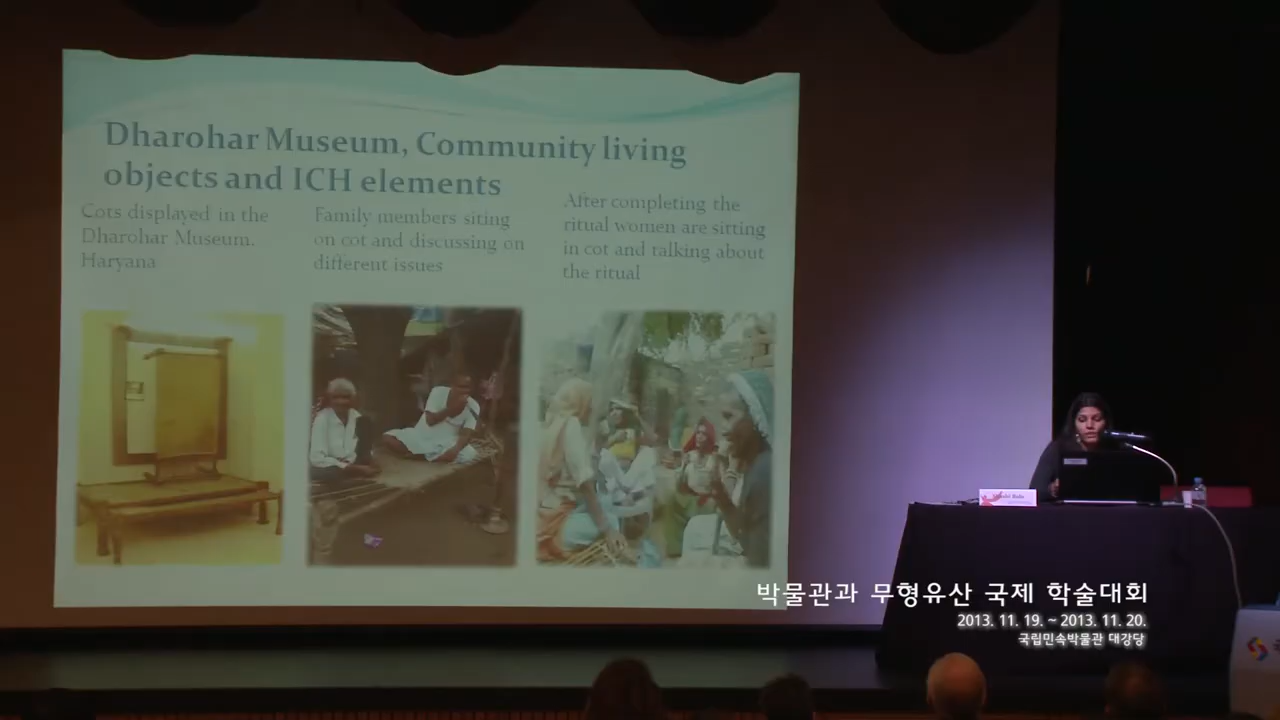 Dharohar Museum, Community living
objects and ICH elements
Cots displayed in the
Dharohar Museum.
Haryana
Family members siting
on cot and discussing on
different issues
After completing the
ritual women are sitting
in cot and talking about
the ritual
박물관과 무형유산 국제 학술대회
2013. 11. 19. ~ 2013. 11. 20.
국립민속박물관 대강당